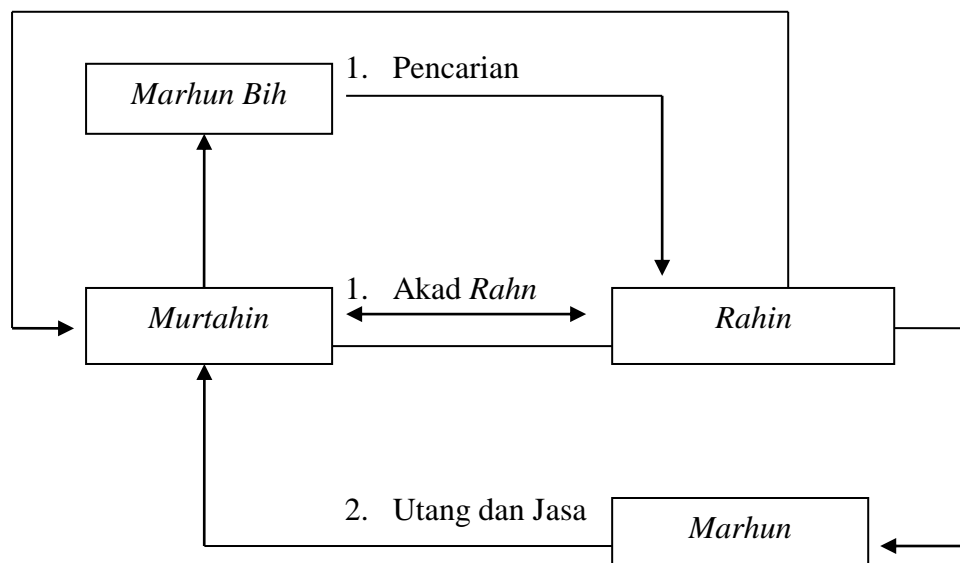 1. Pencarian
Marhun Bih
1. Akad Rahn
Murtahin
Rahin
2. Utang dan Jasa
Marhun